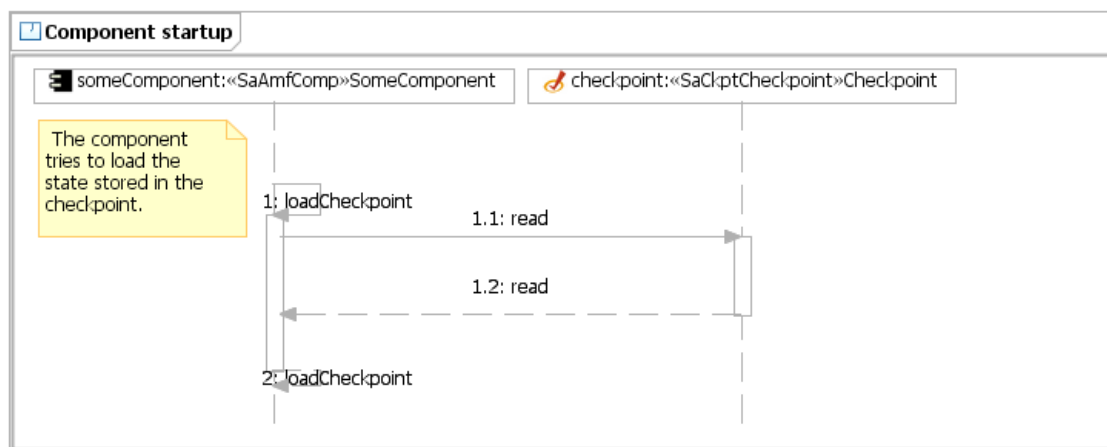 Component startup
someComponent:«SaAmfComp»SomeComponent
checkpoint:«SaCkptCheckpoint»Checkpoint
The component
tries to load the
state stored in the
checkpoint.
1: loadCheckpoint
1.1: read
1.2: read
2: loadCheckpoint